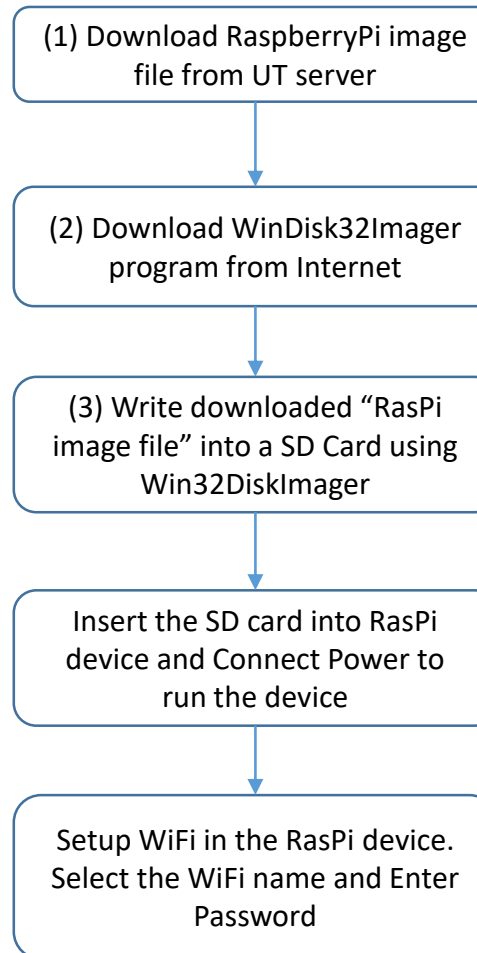 (1) Download RaspberryPi image
file from UT server
(2) Download WinDisk32Imager
program from Internet
(3) Write downloaded “RasPi
image file” into a SD Card using
Win32DiskImager
Insert the SD card into RasPi
device and Connect Power to
run the device
Setup WiFi in the RasPi device.
Select the WiFi name and Enter
Password